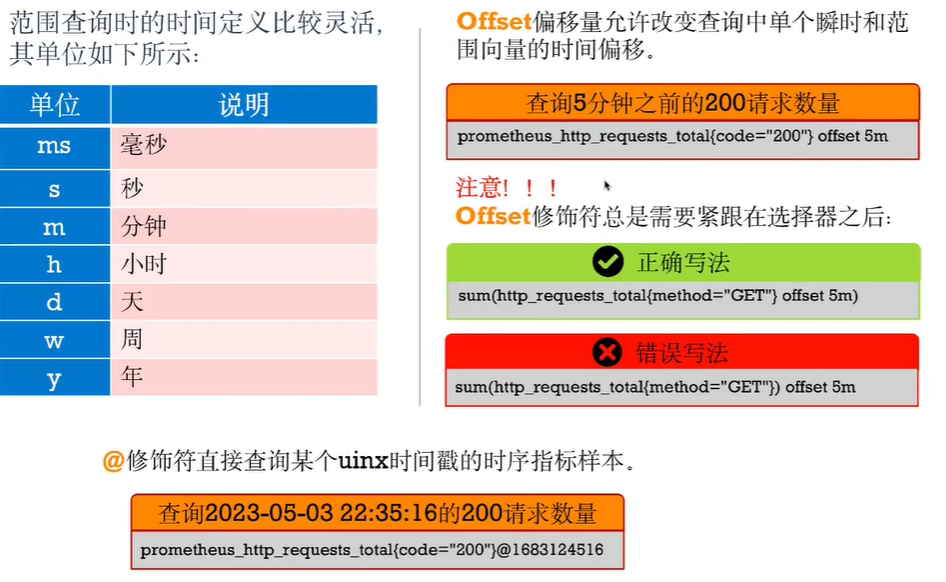 范围查询时的时间定义比较灵活,
其单位如下所示:
单位 说明
ms 毫秒
s 秒
m 分钟
h 小时
d 天
w 周
y 年
Offset偏移量允许改变查询中单个瞬时和范
围向量的时间偏移。
查询5分钟之前的200请求数量
prometheus_http_requests_total{code="200"} offset 5m
注意!!!
Offset修饰符总是需要紧跟在选择器之后:
正确写法
sum(http_requests_total{method="GET"} offset 5m)
错误写法
sum(http_requests_total{method="GET"}) offset 5m
@修饰符直接查询某个uinx时间戳的时序指标样本。
查询2023-05-03 22:35:16的200请求数量
prometheus_http_requests_total{code="200"}@1683124516